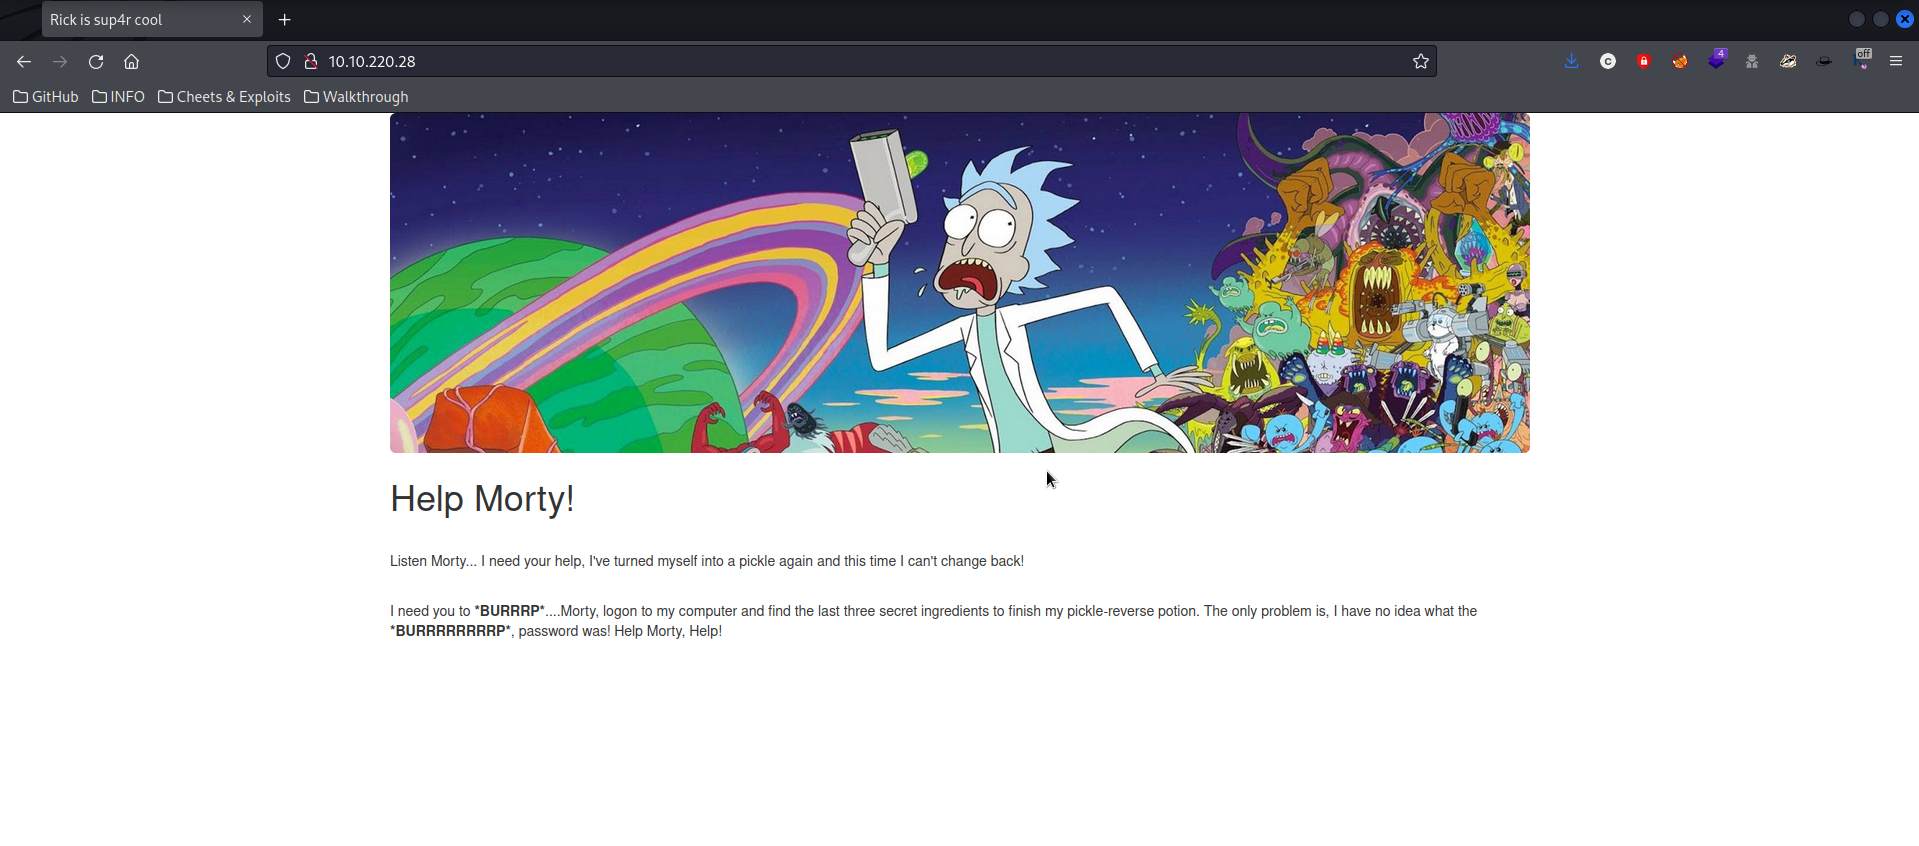 Rick is sup4r cool
10.10.220.28
4
off
GitHub INFO Cheets & Exploits Walkthrough
Help Morty!
Listen Morty... I need your help, I've turned myself into a pickle again and this time I can't change back!
I need you to *BURRRP*....Morty, logon to my computer and find the last three secret ingredients to finish my pickle-reverse potion. The only problem is, I have no idea what the
*BURRRRRRRRP*, password was! Help Morty, Help!